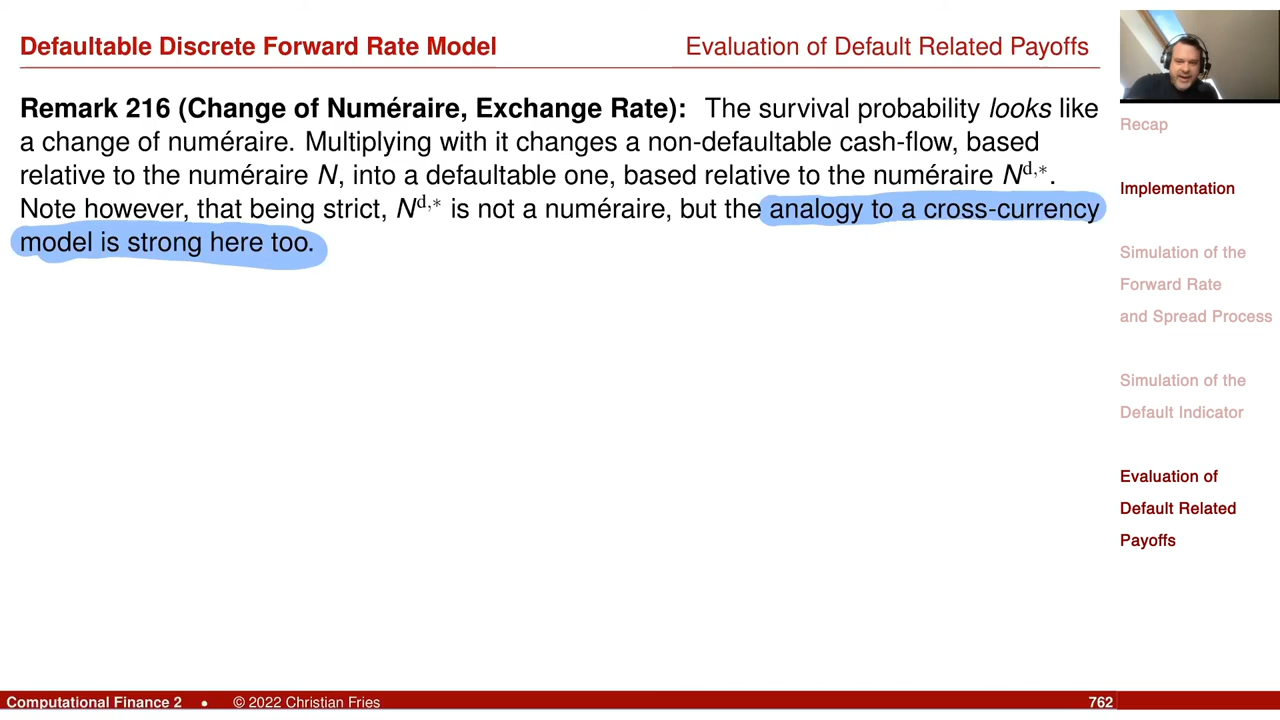 Defaultable Discrete Forward Rate Model
Evaluation of Default Related Payoffs
Remark 216 (Change of Numéraire, Exchange Rate): The survival probability looks like
a change of numéraire. Multiplying with it changes a non-defaultable cash-flow, based
relative to the numéraire N, into a defaultable one, based relative to the numéraire N^{d,*}.
Note however, that being strict, N^{d,*} is not a numéraire, but the analogy to a cross-currency
model is strong here too.
Recap
Implementation
Simulation of the
Forward Rate
and Spread Process
Simulation of the
Default Indicator
Evaluation of
Default Related
Payoffs
Computational Finance 2 • © 2022 Christian Fries
762